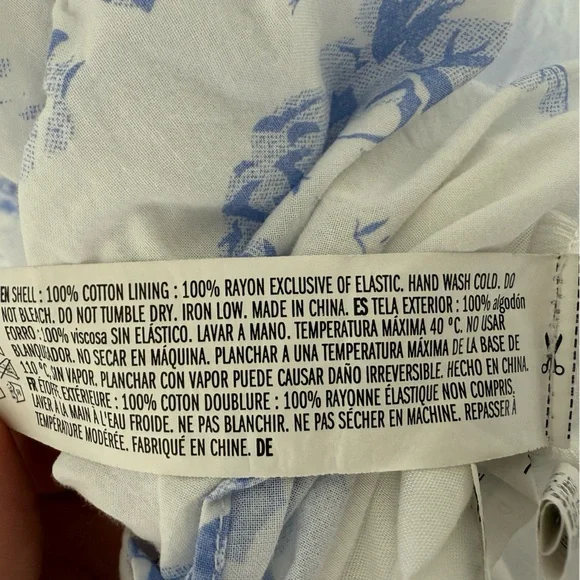 EN SHELL : 100% COTTON LINING : 100% RAYON EXCLUSIVE OF ELASTIC. HAND WASH COLD. DO
NOT BLEACH. DO NOT TUMBLE DRY. IRON LOW. MADE IN CHINA. ES TELA EXTERIOR : 100% algodón
FORRO : 100% viscosa SIN ELÁSTICO. LAVAR A MANO. TEMPERATURA MÁXIMA 40 °C. NO USAR
BLANQUADOR. NO SECAR EN MÁQUINA. PLANCHAR A UNA TEMPERATURA MÁXIMA DE LA BASE DE
110 °C, SIN VAPOR. PLANCHAR CON VAPOR PUEDE CAUSAR DAÑO IRREVERSIBLE. HECHO EN CHINA.
FR ÉTOFFE EXTÉRIEURE : 100% COTON DOUBLURE : 100% RAYONNE ÉLASTIQUE NON COMPRIS.
LAVER À LA MAIN À L'EAU FROIDE. NE PAS BLANCHIR. NE PAS SÉCHER EN MACHINE. REPASSER À
TEMPÉRATURE MODÉRÉE. FABRIQUÉ EN CHINE. DE